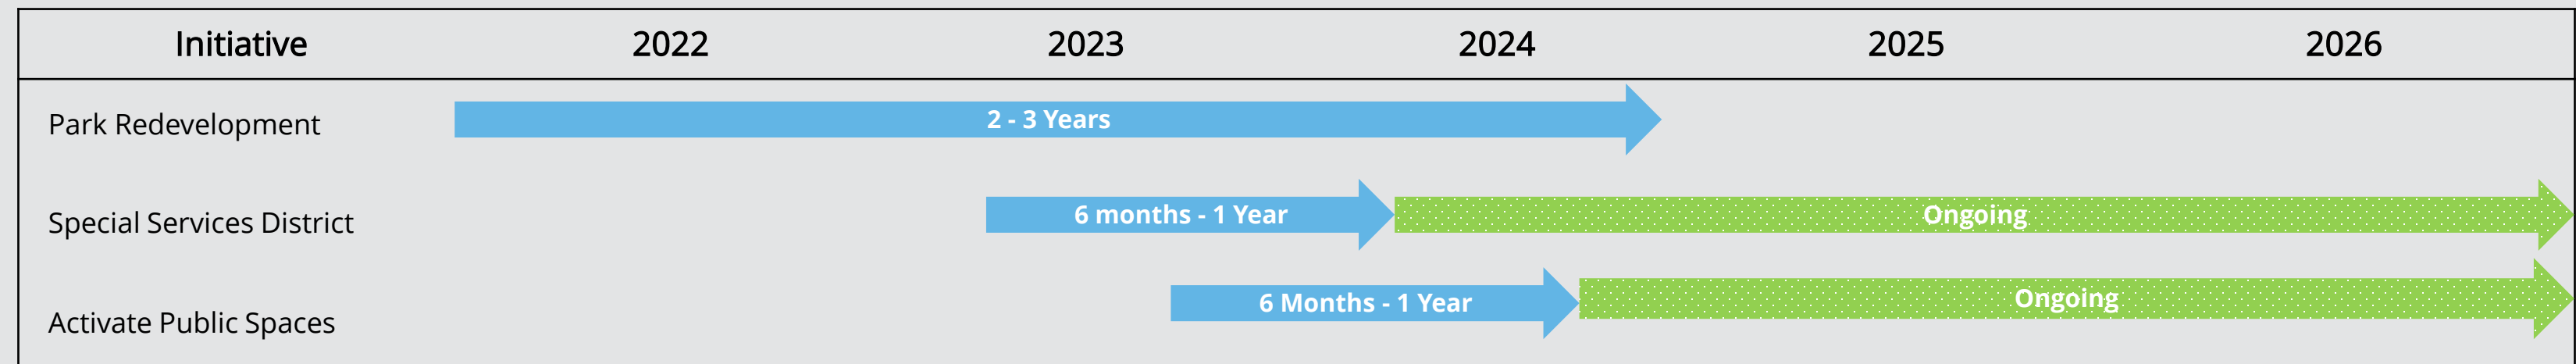 Initiative 2022 2023 2024 2025 2026
Park Redevelopment 2 - 3 Years
Special Services District 6 months - 1 Year Ongoing
Activate Public Spaces 6 Months - 1 Year Ongoing